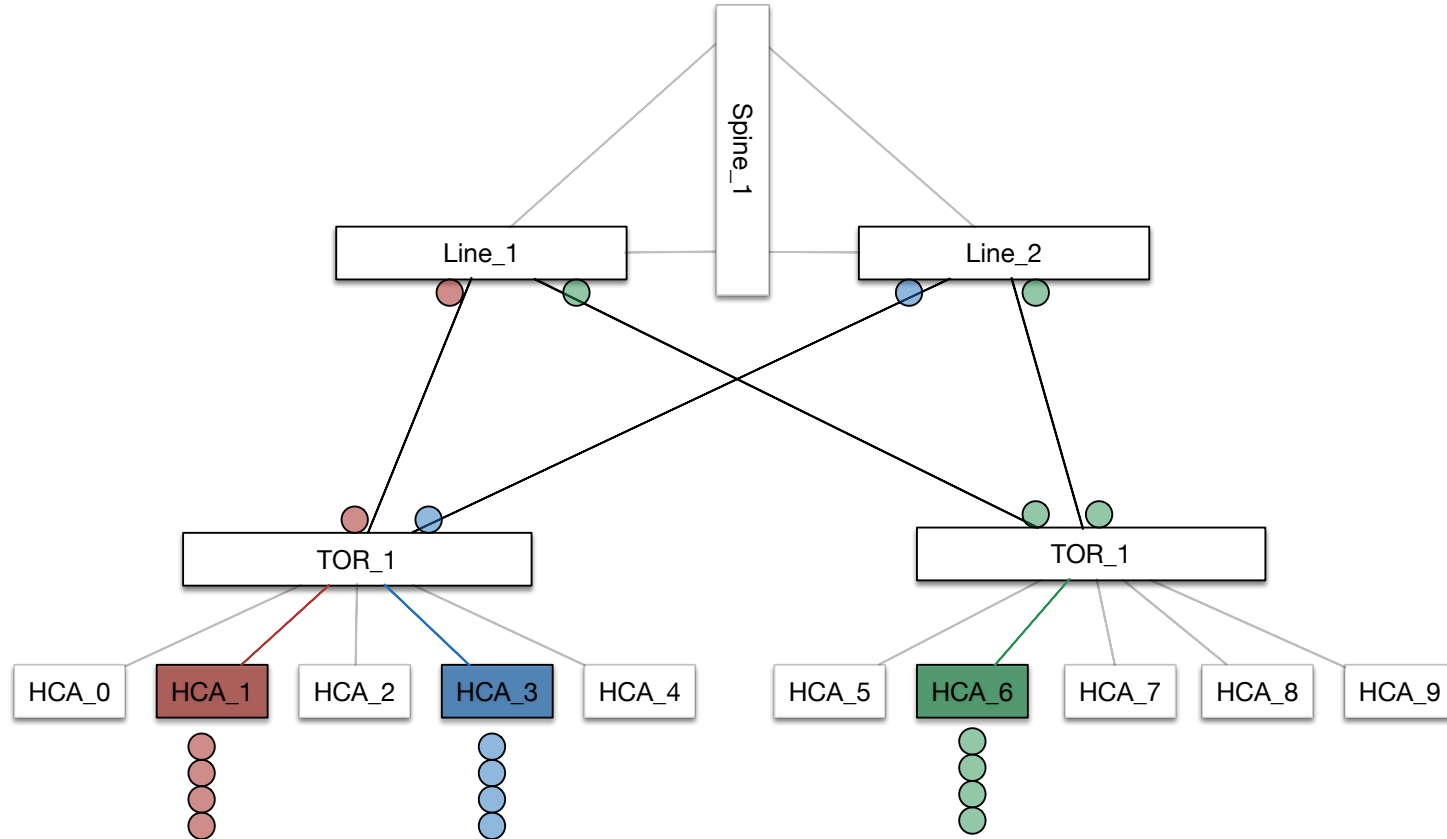 Spine_1
Line_1
Line_2
TOR_1
TOR_1
HCA_0
HCA_1
HCA_2
HCA_3
HCA_4
HCA_5
HCA_6
HCA_7
HCA_8
HCA_9